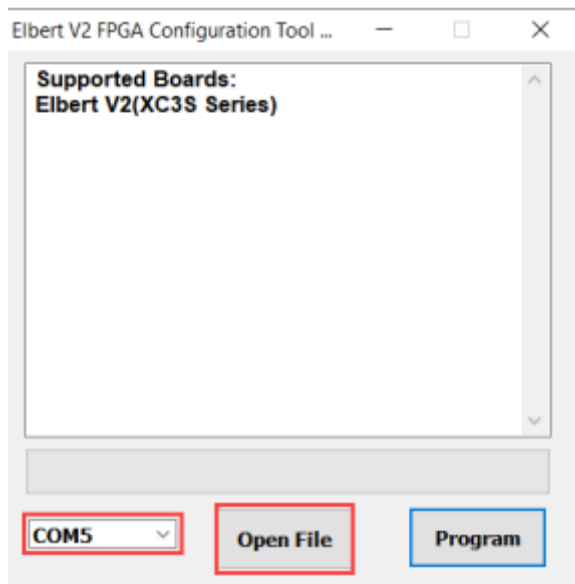 Elbert V2 FPGA Configuration Tool ...
Supported Boards:
Elbert V2(XC3S Series)
COM5
Open File
Program